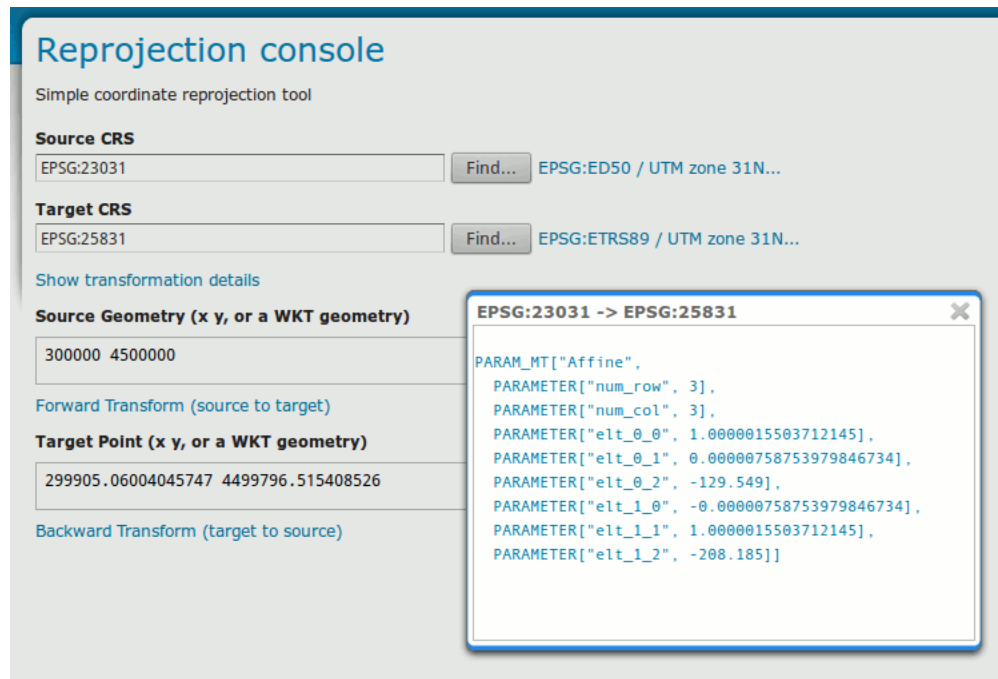 Reprojection console
Simple coordinate reprojection tool
Source CRS
EPSG:23031 Find... EPSG:ED50 / UTM zone 31N...
Target CRS
EPSG:25831 Find... EPSG:ETRS89 / UTM zone 31N...
Show transformation details
Source Geometry (x y, or a WKT geometry)
300000 4500000
Forward Transform (source to target)
Target Point (x y, or a WKT geometry)
299905.06004045747 4499796.515408526
Backward Transform (target to source)
EPSG:23031 -> EPSG:25831
PARAM_MT["Affine",
PARAMETER["num_row", 3],
PARAMETER["num_col", 3],
PARAMETER["elt_0_0", 1.0000015503712145],
PARAMETER["elt_0_1", 0.00000758753979846734],
PARAMETER["elt_0_2", -129.549],
PARAMETER["elt_1_0", -0.00000758753979846734],
PARAMETER["elt_1_1", 1.0000015503712145],
PARAMETER["elt_1_2", -208.185]]